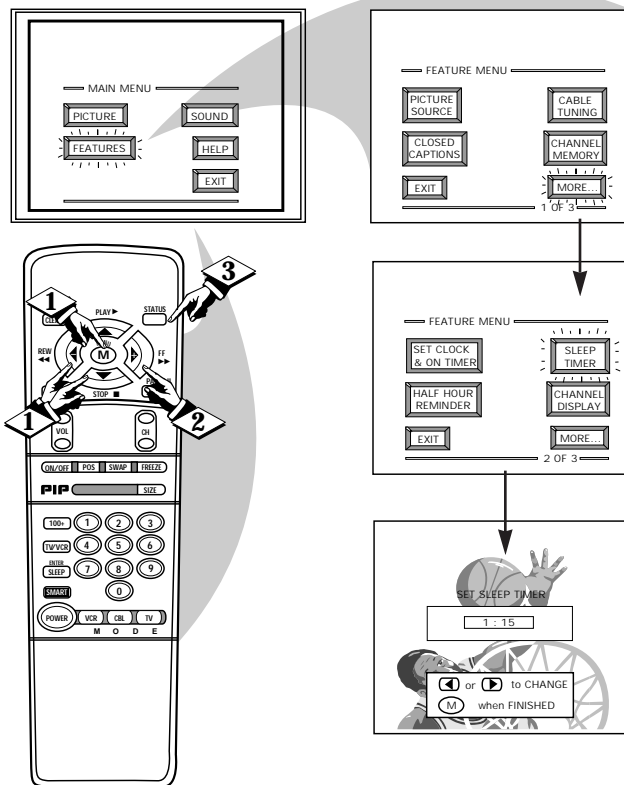 MAIN MENU
PICTURE
SOUND
FEATURES
HELP
EXIT
FEATURE MENU
PICTURE
SOURCE
CABLE
TUNING
CLOSED
CAPTIONS
CHANNEL
MEMORY
EXIT
MORE...
1 OF 3
1
3
PLAY ▶
STATUS
REW
◀◀
M
FF
▶▶
STOP ■
1
2
VOL
CH
ON/OFF POS SWAP FREEZE
PIP
SIZE
100+ 1 2 3
TV/VCR 4 5 6
ENTER
SLEEP 7 8 9
SMART 0
POWER VCR CBL TV
M O D E
FEATURE MENU
SET CLOCK
& ON TIMER
SLEEP
TIMER
HALF HOUR
REMINDER
CHANNEL
DISPLAY
EXIT
MORE...
2 OF 3
SET SLEEP TIMER
1 : 15
◀ or ▶ to CHANGE
M when FINISHED